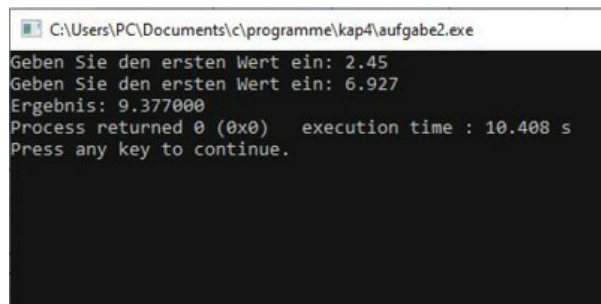 C:\Users\PC\Documents\c\programme\kap4\aufgabe2.exe
Geben Sie den ersten Wert ein: 2.45
Geben Sie den ersten Wert ein: 6.927
Ergebnis: 9.377000
Process returned 0 (0x0)   execution time : 10.408 s
Press any key to continue.